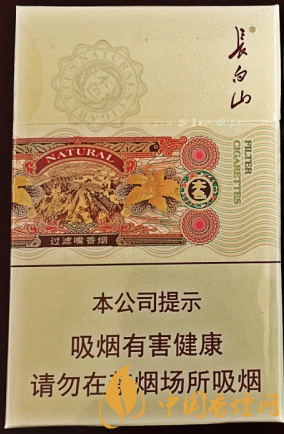 長白山®
NATURAL
过滤嘴香烟
FILTER
CIGARETTES
本公司提示
吸烟有害健康
请勿在禁烟场所吸烟
中国香烟网